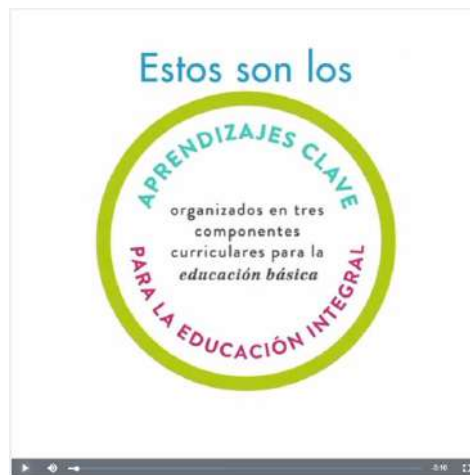 Estos son los
APRENDIZAJES CLAVE
organizados en tres
componentes
curriculares para la
educación básica
PARA LA EDUCACIÓN INTEGRAL